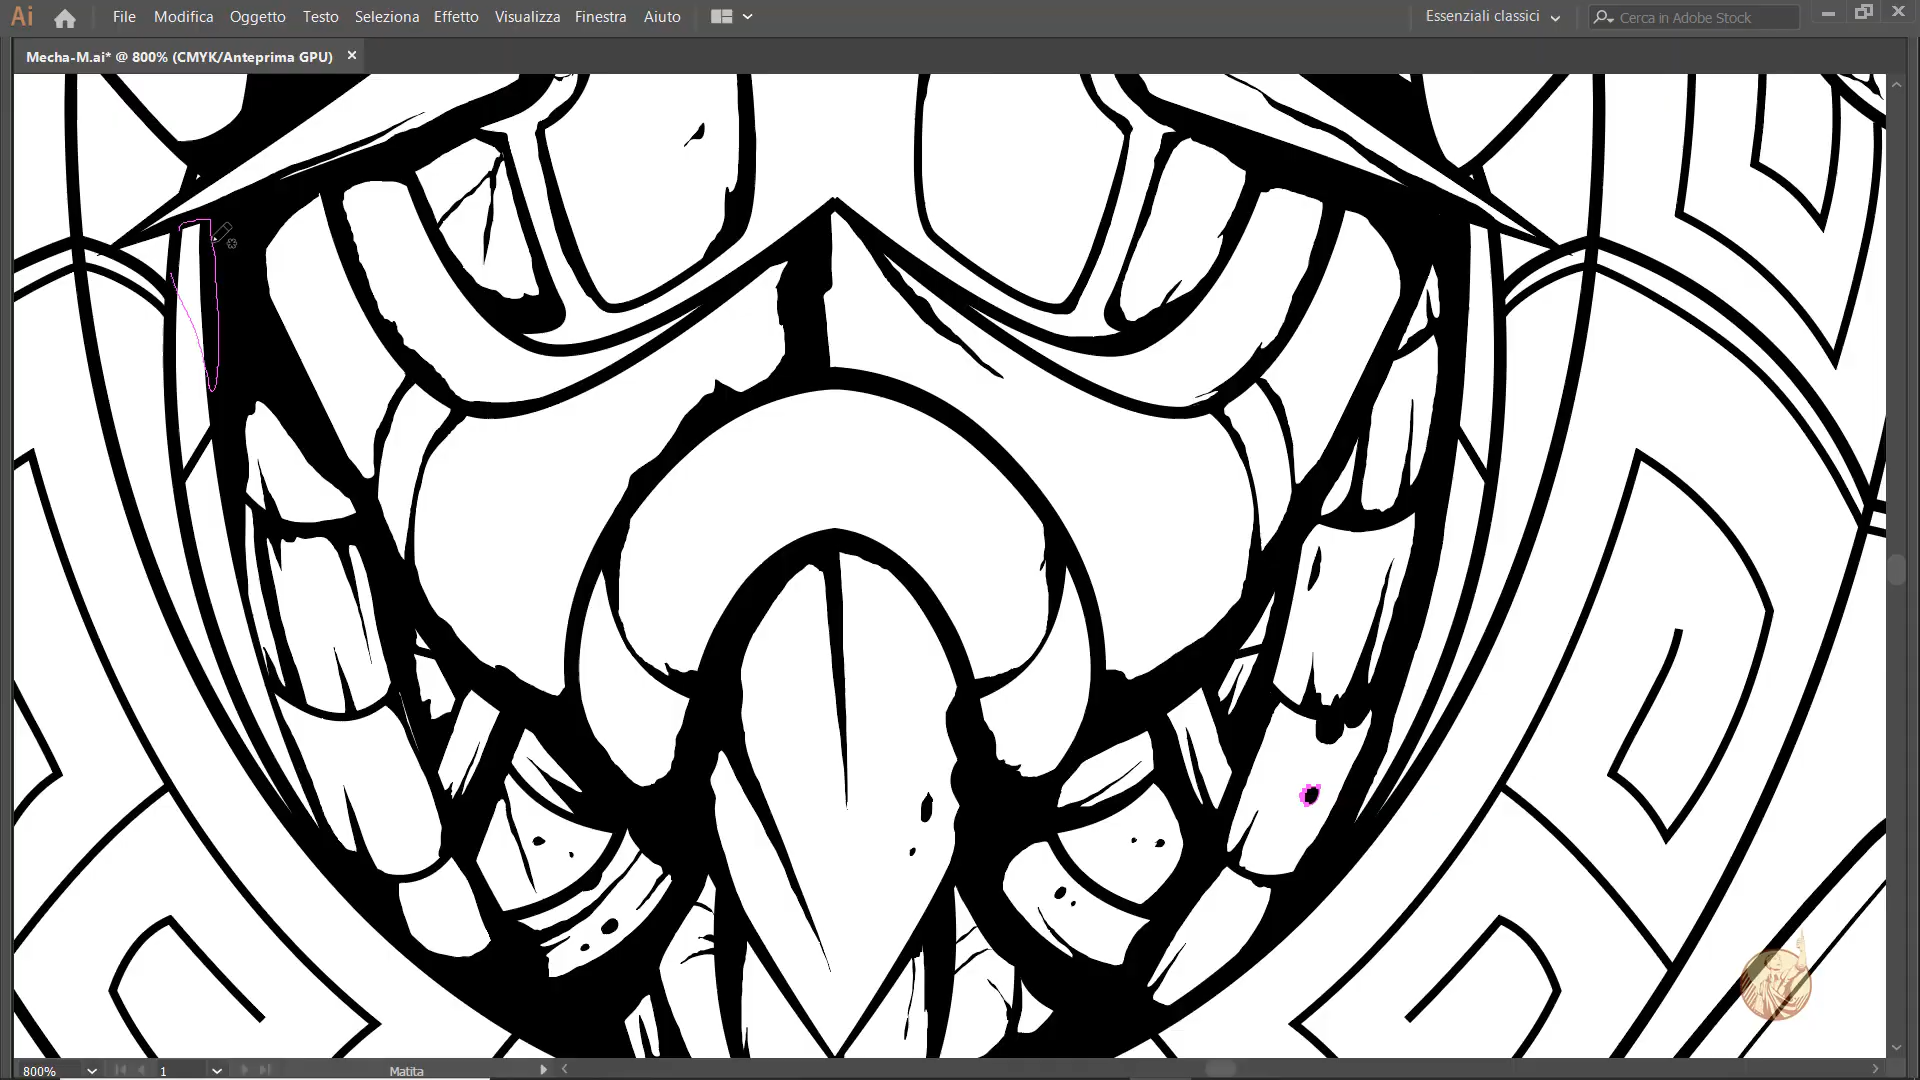 Ai File Modifica Oggetto Testo Seleziona Effetto Visualizza Finestra Aiuto Essenziali classici Cerca in Adobe Stock
Mecha-M.ai* @ 800% (CMYK/Anteprima GPU)
800% 1 Matita